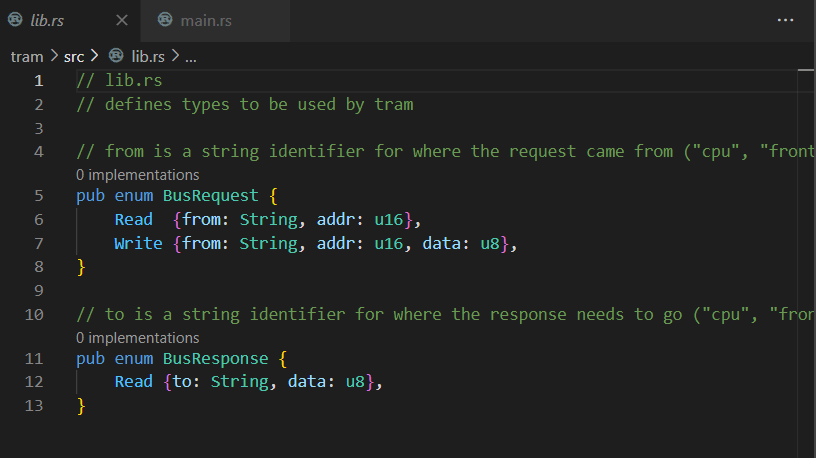 lib.rs
main.rs
tram > src > lib.rs > ...
1 // lib.rs
2 // defines types to be used by tram
3
4 // from is a string identifier for where the request came from ("cpu", "front
0 implementations
5 pub enum BusRequest {
6 Read  {from: String, addr: u16},
7 Write {from: String, addr: u16, data: u8},
8 }
9
10 // to is a string identifier for where the response needs to go ("cpu", "fron
0 implementations
11 pub enum BusResponse {
12 Read {to: String, data: u8},
13 }